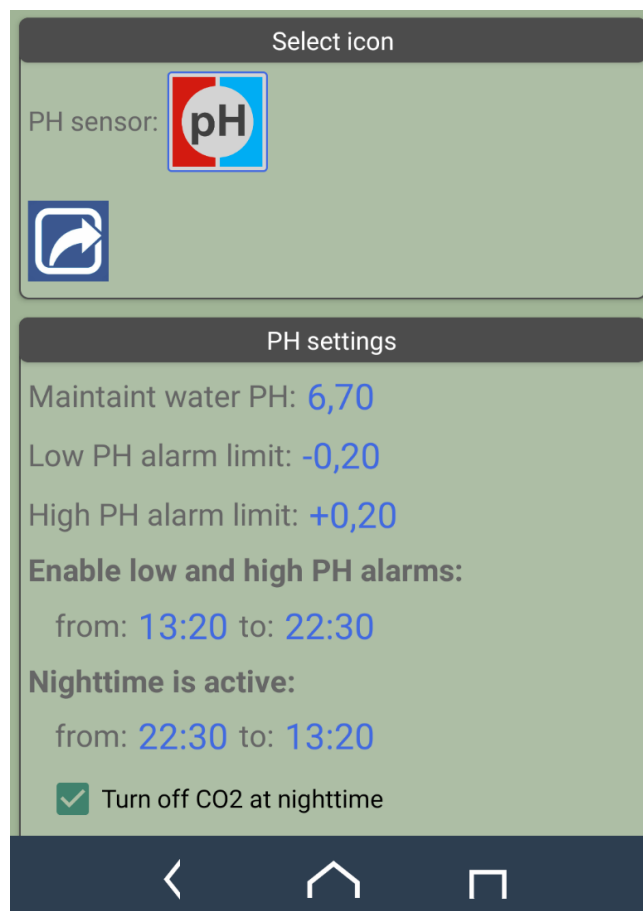 Select icon
PH sensor: pH
PH settings
Maintaint water PH: 6,70
Low PH alarm limit: -0,20
High PH alarm limit: +0,20
Enable low and high PH alarms:
from: 13:20 to: 22:30
Nighttime is active:
from: 22:30 to: 13:20
Turn off CO2 at nighttime